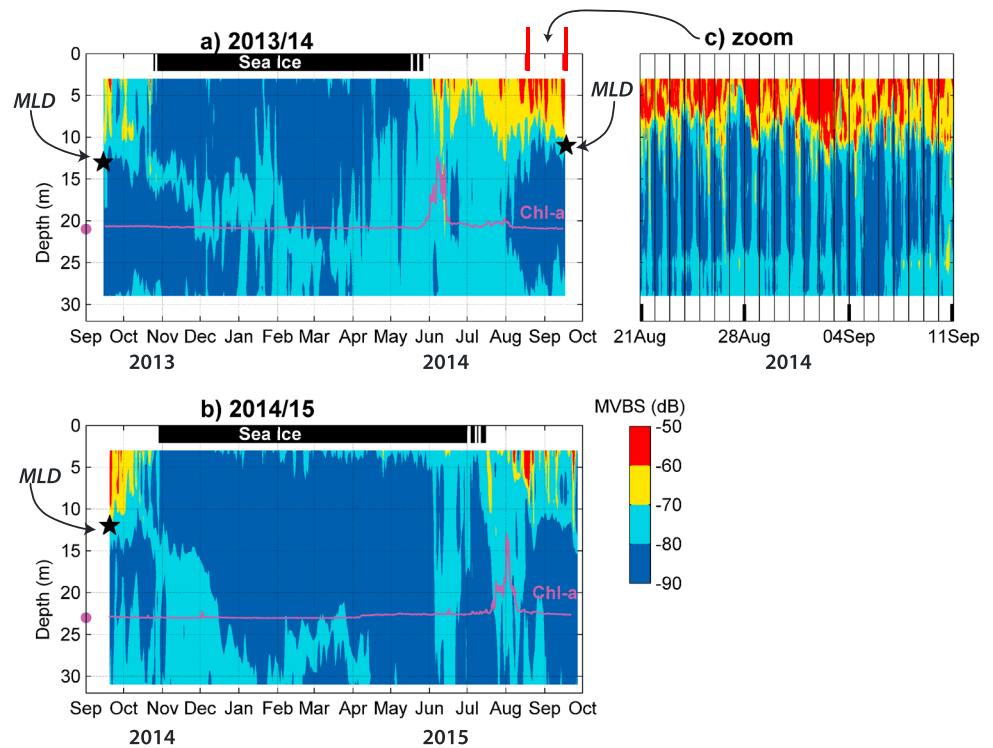 a) 2013/14
c) zoom
Sea Ice
MLD
MLD
Chl-a
Depth (m)
0
5
10
15
20
25
30
Sep Oct Nov Dec Jan Feb Mar Apr May Jun Jul Aug Sep Oct
2013
2014
0
5
10
15
20
25
30
21Aug 28Aug 04Sep 11Sep
2014
b) 2014/15
Sea Ice
MLD
Chl-a
Depth (m)
0
5
10
15
20
25
30
Sep Oct Nov Dec Jan Feb Mar Apr May Jun Jul Aug Sep Oct
2014
2015
MVBS (dB)
-50
-60
-70
-80
-90